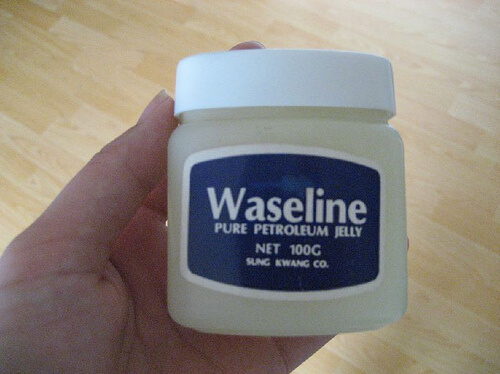 Waseline
PURE PETROLEUM JELLY
NET 100G
SUNG KWANG CO.